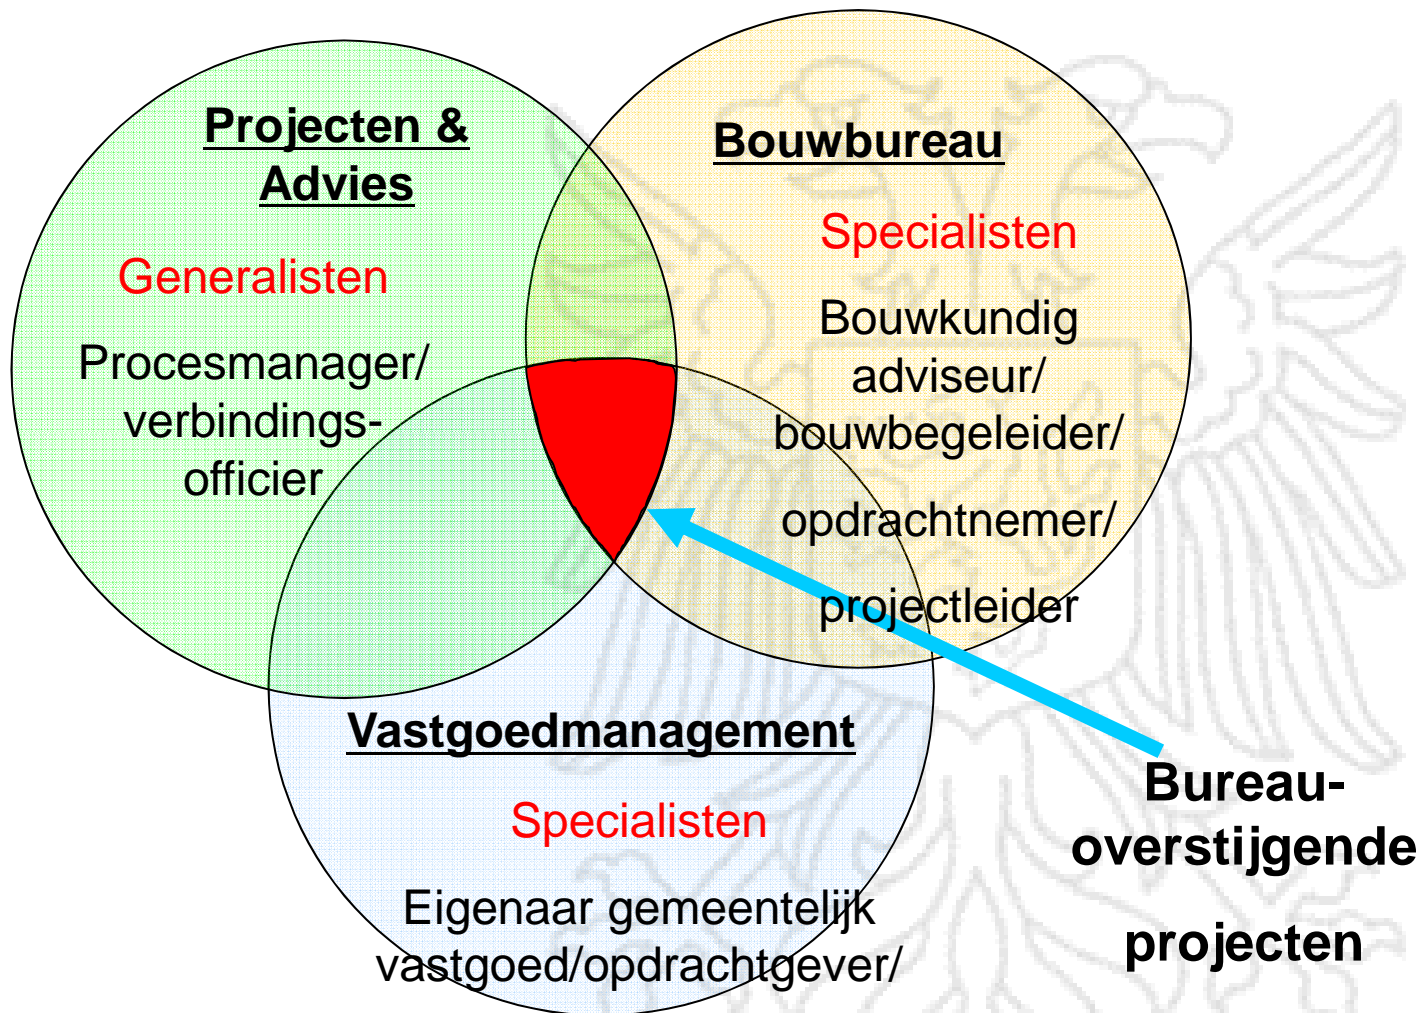 Projecten &
Advies
Generalisten
Procesmanager/
verbindings-
officier
Bouwbureau
Specialisten
Bouwkundig
adviseur/
bouwbegeleider/
opdrachtnemer/
projectleider
Vastgoedmanagement
Specialisten
Eigenaar gemeentelijk
vastgoed/opdrachtgever/
Bureau-
overstijgende
projecten